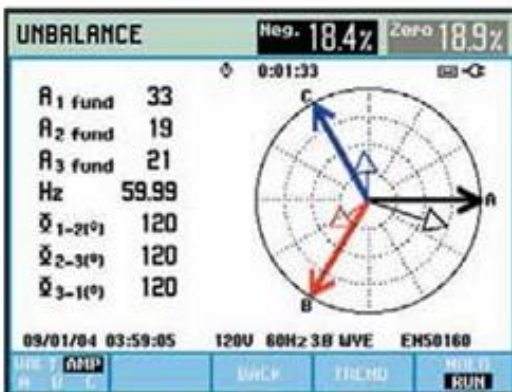 UNBALANCE Neg. 18.4% Zero 18.9%
0:01:33
A1 fund 33
A2 fund 19
A3 fund 21
Hz 59.99
Φ1-2(°) 120
Φ2-3(°) 120
Φ3-1(°) 120
C
A
B
09/01/04 03:59:05 120V 60Hz 3Ø WYE EN50160
VOLT AMP
A V C
BACK
TREND
HOLD
RUN